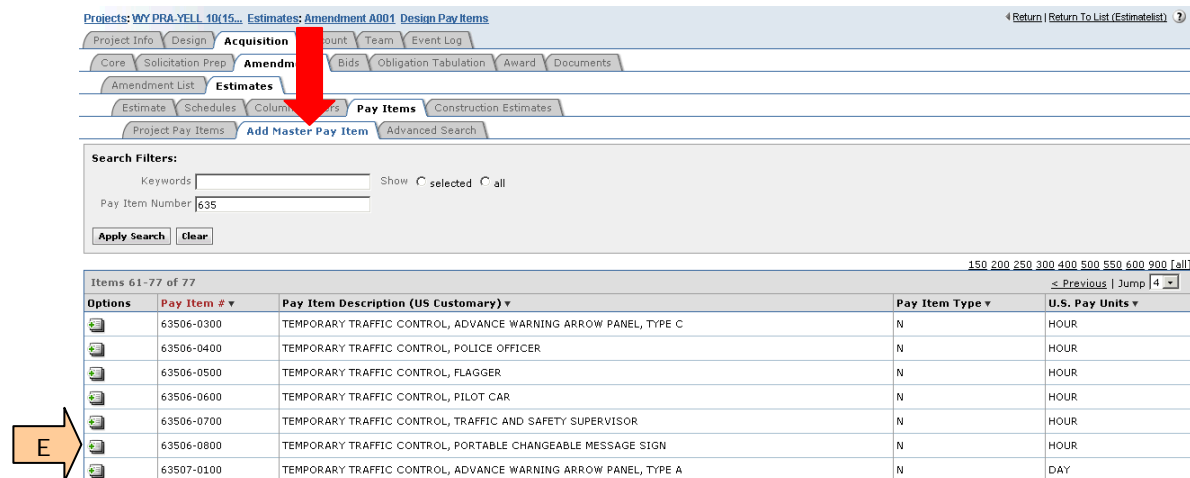 Projects: WY PRA-YELL 10(15... Estimates: Amendment A001 Design Pay Items
Return | Return To List (Estimatelist) ?
Project Info Design Acquisition ount Team Event Log
Core Solicitation Prep Amendm Bids Obligation Tabulation Award Documents
Amendment List Estimates
Estimate Schedules Colum rs Pay Items Construction Estimates
Project Pay Items Add Master Pay Item Advanced Search
Search Filters:
Keywords Show selected all
Pay Item Number 635
Apply Search Clear
150 200 250 300 400 500 550 600 900 [all]
Items 61-77 of 77 < Previous | Jump 4
Options Pay Item # Pay Item Description (US Customary) Pay Item Type U.S. Pay Units
63506-0300 TEMPORARY TRAFFIC CONTROL, ADVANCE WARNING ARROW PANEL, TYPE C N HOUR
63506-0400 TEMPORARY TRAFFIC CONTROL, POLICE OFFICER N HOUR
63506-0500 TEMPORARY TRAFFIC CONTROL, FLAGGER N HOUR
63506-0600 TEMPORARY TRAFFIC CONTROL, PILOT CAR N HOUR
63506-0700 TEMPORARY TRAFFIC CONTROL, TRAFFIC AND SAFETY SUPERVISOR N HOUR
E 63506-0800 TEMPORARY TRAFFIC CONTROL, PORTABLE CHANGEABLE MESSAGE SIGN N HOUR
63507-0100 TEMPORARY TRAFFIC CONTROL, ADVANCE WARNING ARROW PANEL, TYPE A N DAY